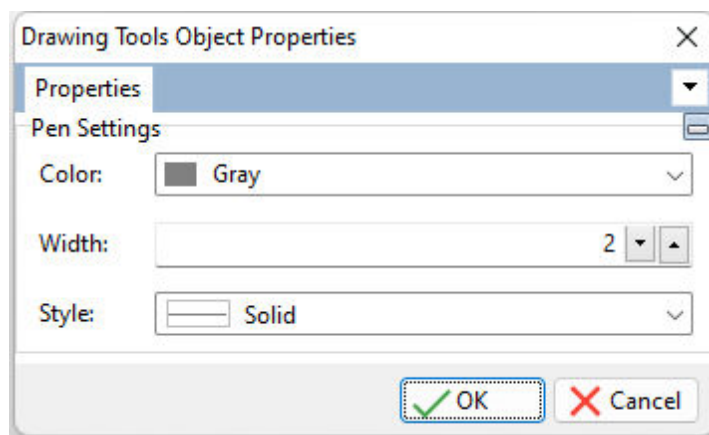 Drawing Tools Object Properties
Properties
Pen Settings
Color: Gray
Width: 2
Style: Solid
OK Cancel